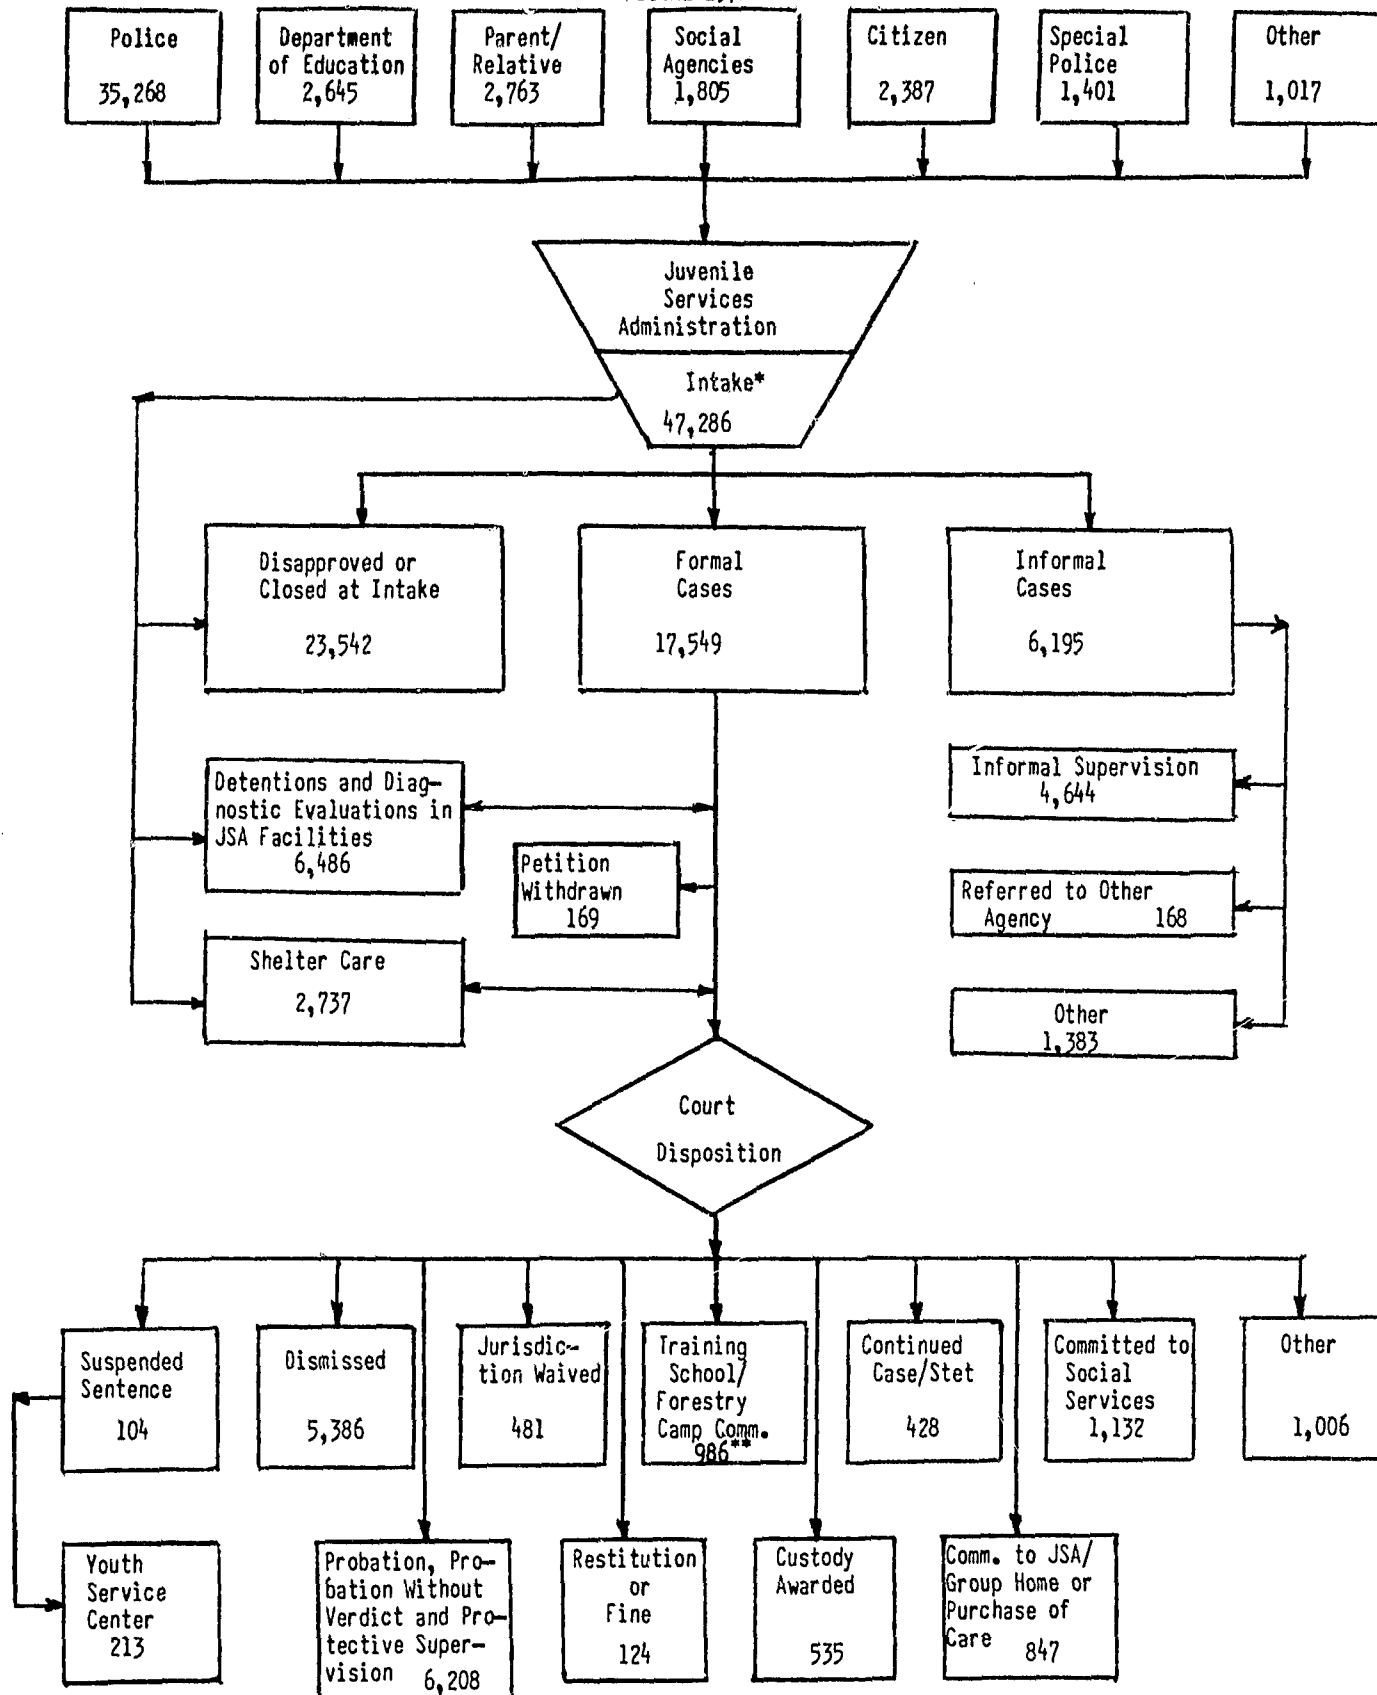 Police
35,268
Department
of Education
2,645
Parent/
Relative
2,763
Social
Agencies
1,805
Citizen
2,387
Special
Police
1,401
Other
1,017
Juvenile
Services
Administration
Intake*
47,286
Disapproved or
Closed at Intake
23,542
Formal
Cases
17,549
Informal
Cases
6,195
Detentions and Diag-
nostic Evaluations in
JSA Facilities
6,486
Petition
Withdrawn
169
Shelter Care
2,737
Informal Supervision
4,644
Referred to Other
Agency 168
Other
1,383
Court
Disposition
Suspended
Sentence
104
Dismissed
5,386
Jurisdic-
tion Waived
481
Training
School/
Forestry
Camp Comm.
986**
Continued
Case/Stet
428
Committed to
Social
Services
1,132
Other
1,006
Youth
Service
Center
213
Probation, Pro-
bation Without
Verdict and Pro-
tective Super-
vision 6,208
Restitution
or
Fine
124
Custody
Awarded
535
Comm. to JSA/
Group Home or
Purchase of
Care 847